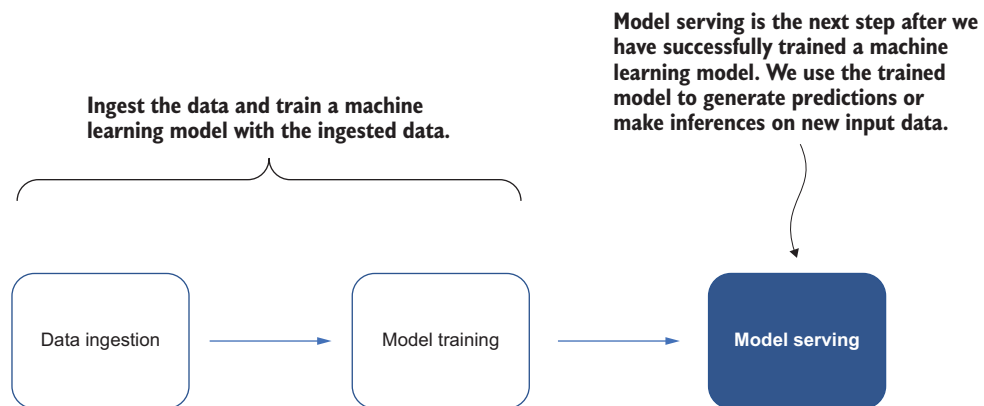 Model serving is the next step after we
have successfully trained a machine
learning model. We use the trained
model to generate predictions or
make inferences on new input data.
Ingest the data and train a machine
learning model with the ingested data.
Data ingestion
Model training
Model serving